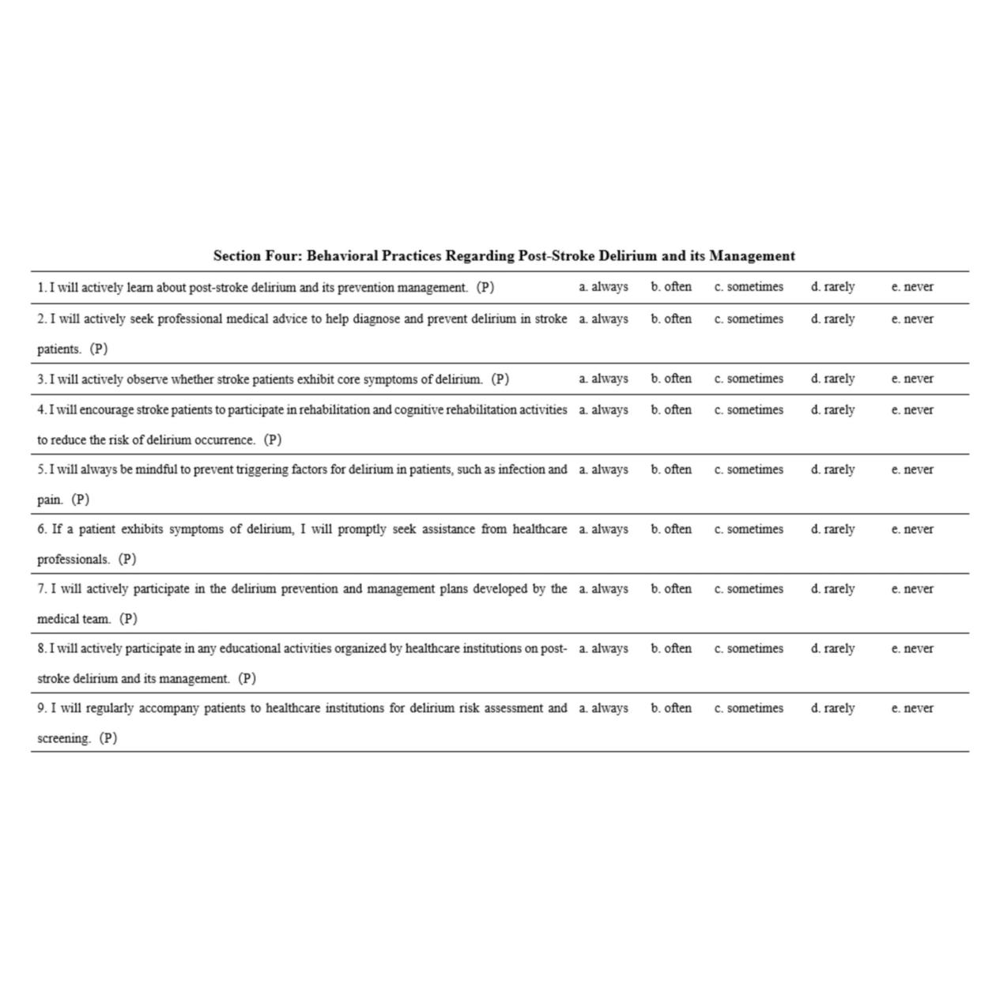 Section Four: Behavioral Practices Regarding Post-Stroke Delirium and its Management
1. I will actively learn about post-stroke delirium and its prevention management. (P) a. always b. often c. sometimes d. rarely e. never
2. I will actively seek professional medical advice to help diagnose and prevent delirium in stroke a. always b. often c. sometimes d. rarely e. never
patients. (P)
3. I will actively observe whether stroke patients exhibit core symptoms of delirium. (P) a. always b. often c. sometimes d. rarely e. never
4. I will encourage stroke patients to participate in rehabilitation and cognitive rehabilitation activities a. always b. often c. sometimes d. rarely e. never
to reduce the risk of delirium occurrence. (P)
5. I will always be mindful to prevent triggering factors for delirium in patients, such as infection and a. always b. often c. sometimes d. rarely e. never
pain. (P)
6. If a patient exhibits symptoms of delirium, I will promptly seek assistance from healthcare a. always b. often c. sometimes d. rarely e. never
professionals. (P)
7. I will actively participate in the delirium prevention and management plans developed by the a. always b. often c. sometimes d. rarely e. never
medical team. (P)
8. I will actively participate in any educational activities organized by healthcare institutions on post- a. always b. often c. sometimes d. rarely e. never
stroke delirium and its management. (P)
9. I will regularly accompany patients to healthcare institutions for delirium risk assessment and a. always b. often c. sometimes d. rarely e. never
screening. (P)